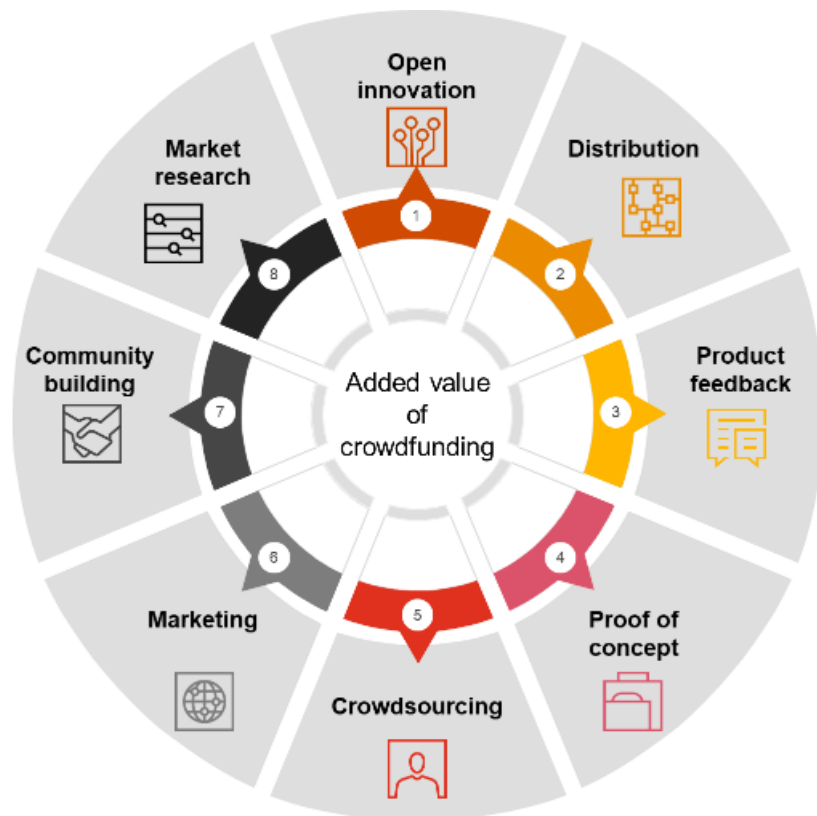 Open
innovation
1
Distribution
2
Product
feedback
3
Proof of
concept
4
Crowdsourcing
5
Marketing
6
Community
building
7
Market
research
8
Added value
of
crowdfunding